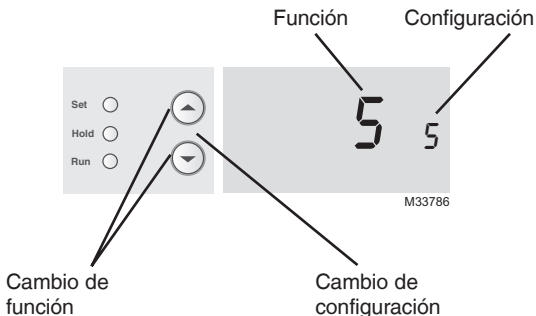 Función
Configuración
Set
Hold
Run
5 5
M33786
Cambio de
función
Cambio de
configuración